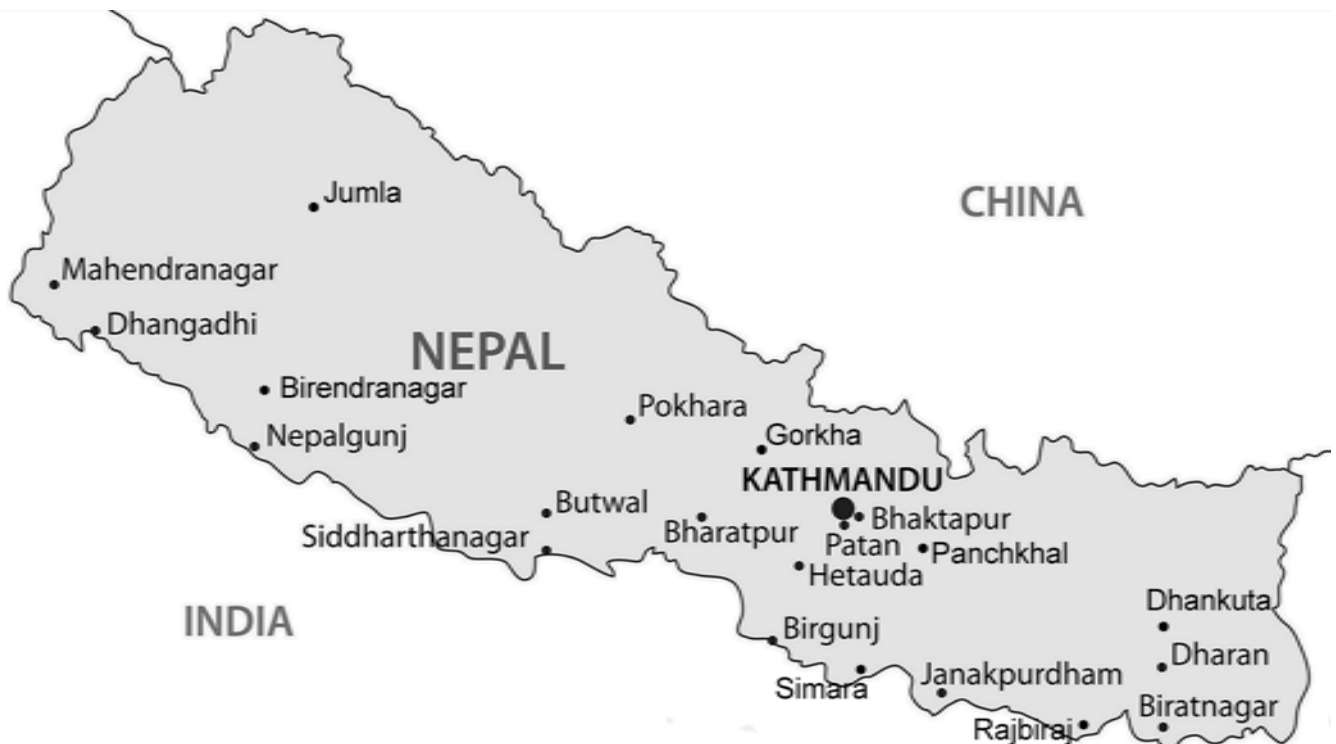 Jumla
CHINA
Mahendranagar
Dhangadhi
NEPAL
Birendranagar
Pokhara
Nepalgunj
Gorkha
KATHMANDU
Butwal
Bhaktapur
Siddharthanagar
Bharatpur
Patan
Panchkhal
Hetauda
Dhankuta
INDIA
Birgunj
Dharan
Janakpurdham
Simara
Biratnagar
Rajbiraj